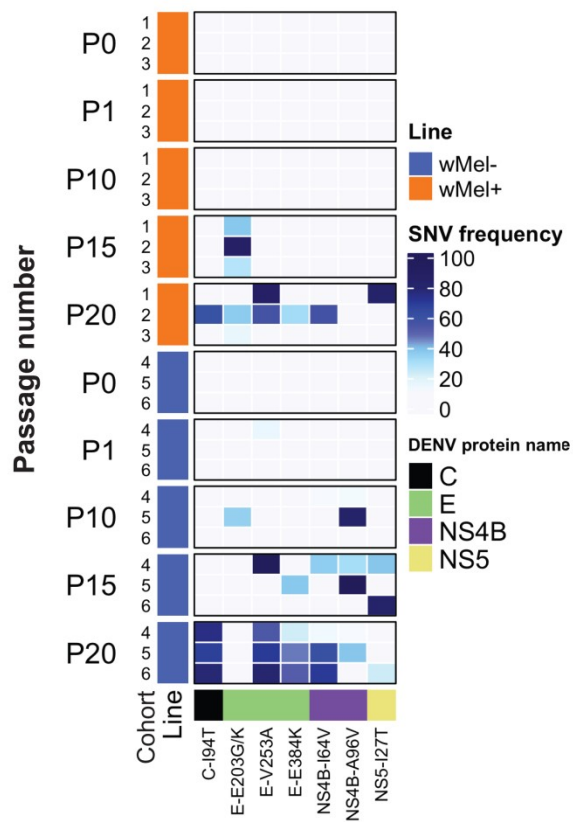 Passage number
P0
1
2
3
P1
1
2
3
P10
1
2
3
P15
1
2
3
P20
1
2
3
P0
4
5
6
P1
4
5
6
P10
4
5
6
P15
4
5
6
P20
4
5
6
Cohort
Line
C-I94T
E-E203G/K
E-V253A
E-E384K
NS4B-I64V
NS4B-A96V
NS5-I27T
Line
wMel-
wMel+
SNV frequency
100
80
60
40
20
0
DENV protein name
C
E
NS4B
NS5